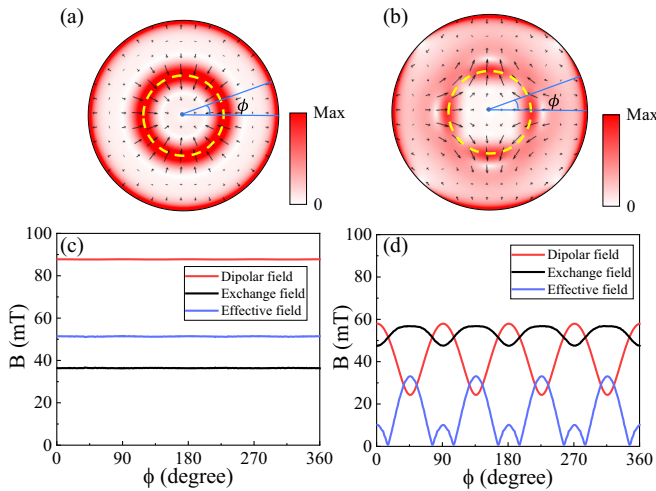 (a)
(b)
ϕ
ϕ
Max
0
Max
0
(c)
(d)
100
80
60
40
20
0
B (mT)
Dipolar field
Exchange field
Effective field
0
90
180
270
360
ϕ (degree)
100
80
60
40
20
0
B (mT)
Dipolar field
Exchange field
Effective field
0
90
180
270
360
ϕ (degree)